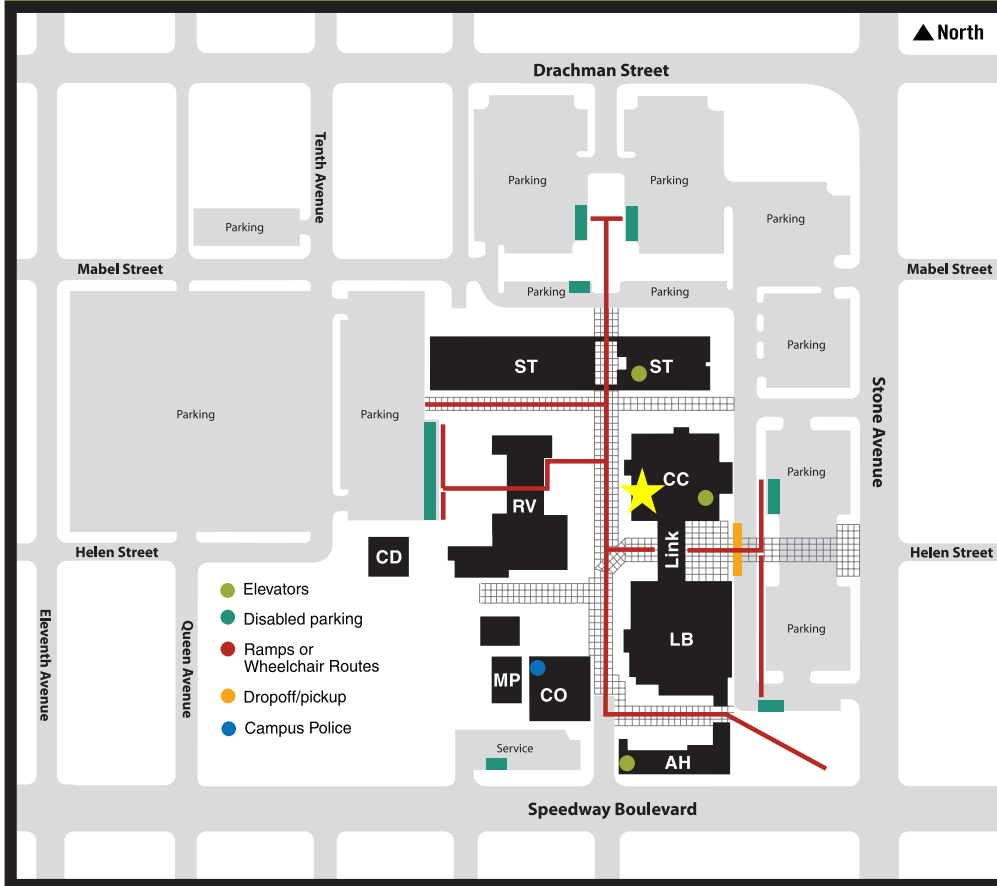 North
Drachman Street
Tenth Avenue
Parking
Parking
Parking
Parking
Mabel Street
Mabel Street
Parking
Parking
Parking
ST
ST
Stone Avenue
Parking
Parking
Parking
CC
RV
Link
Helen Street
Helen Street
CD
Elevators
Disabled parking
Ramps or
Wheelchair Routes
Dropoff/pickup
Campus Police
Eleventh Avenue
Queen Avenue
LB
Parking
MP
CO
Service
AH
Speedway Boulevard